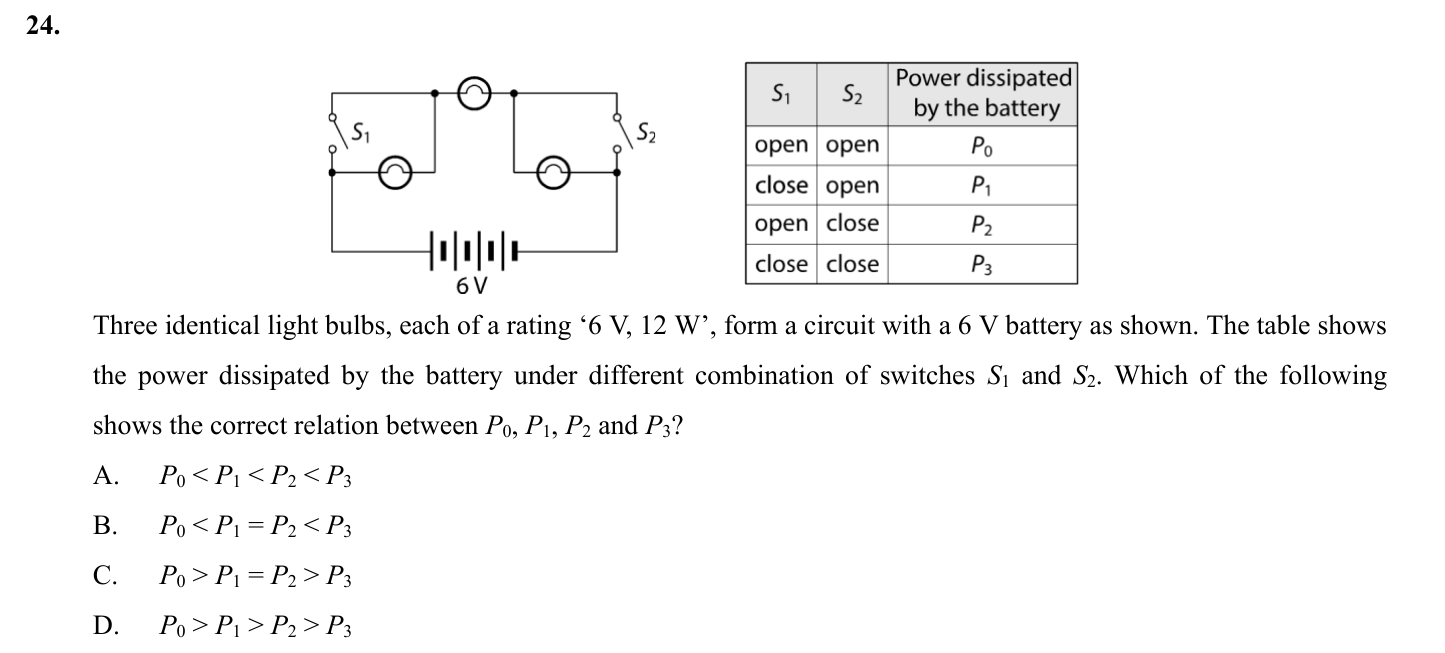 24.
S₁
S₂
6 V
S₁ S₂ Power dissipated
by the battery
open open P₀
close open P₁
open close P₂
close close P₃
Three identical light bulbs, each of a rating ‘6 V, 12 W’, form a circuit with a 6 V battery as shown. The table shows
the power dissipated by the battery under different combination of switches S₁ and S₂. Which of the following
shows the correct relation between P₀, P₁, P₂ and P₃?
A. P₀ < P₁ < P₂ < P₃
B. P₀ < P₁ = P₂ < P₃
C. P₀ > P₁ = P₂ > P₃
D. P₀ > P₁ > P₂ > P₃